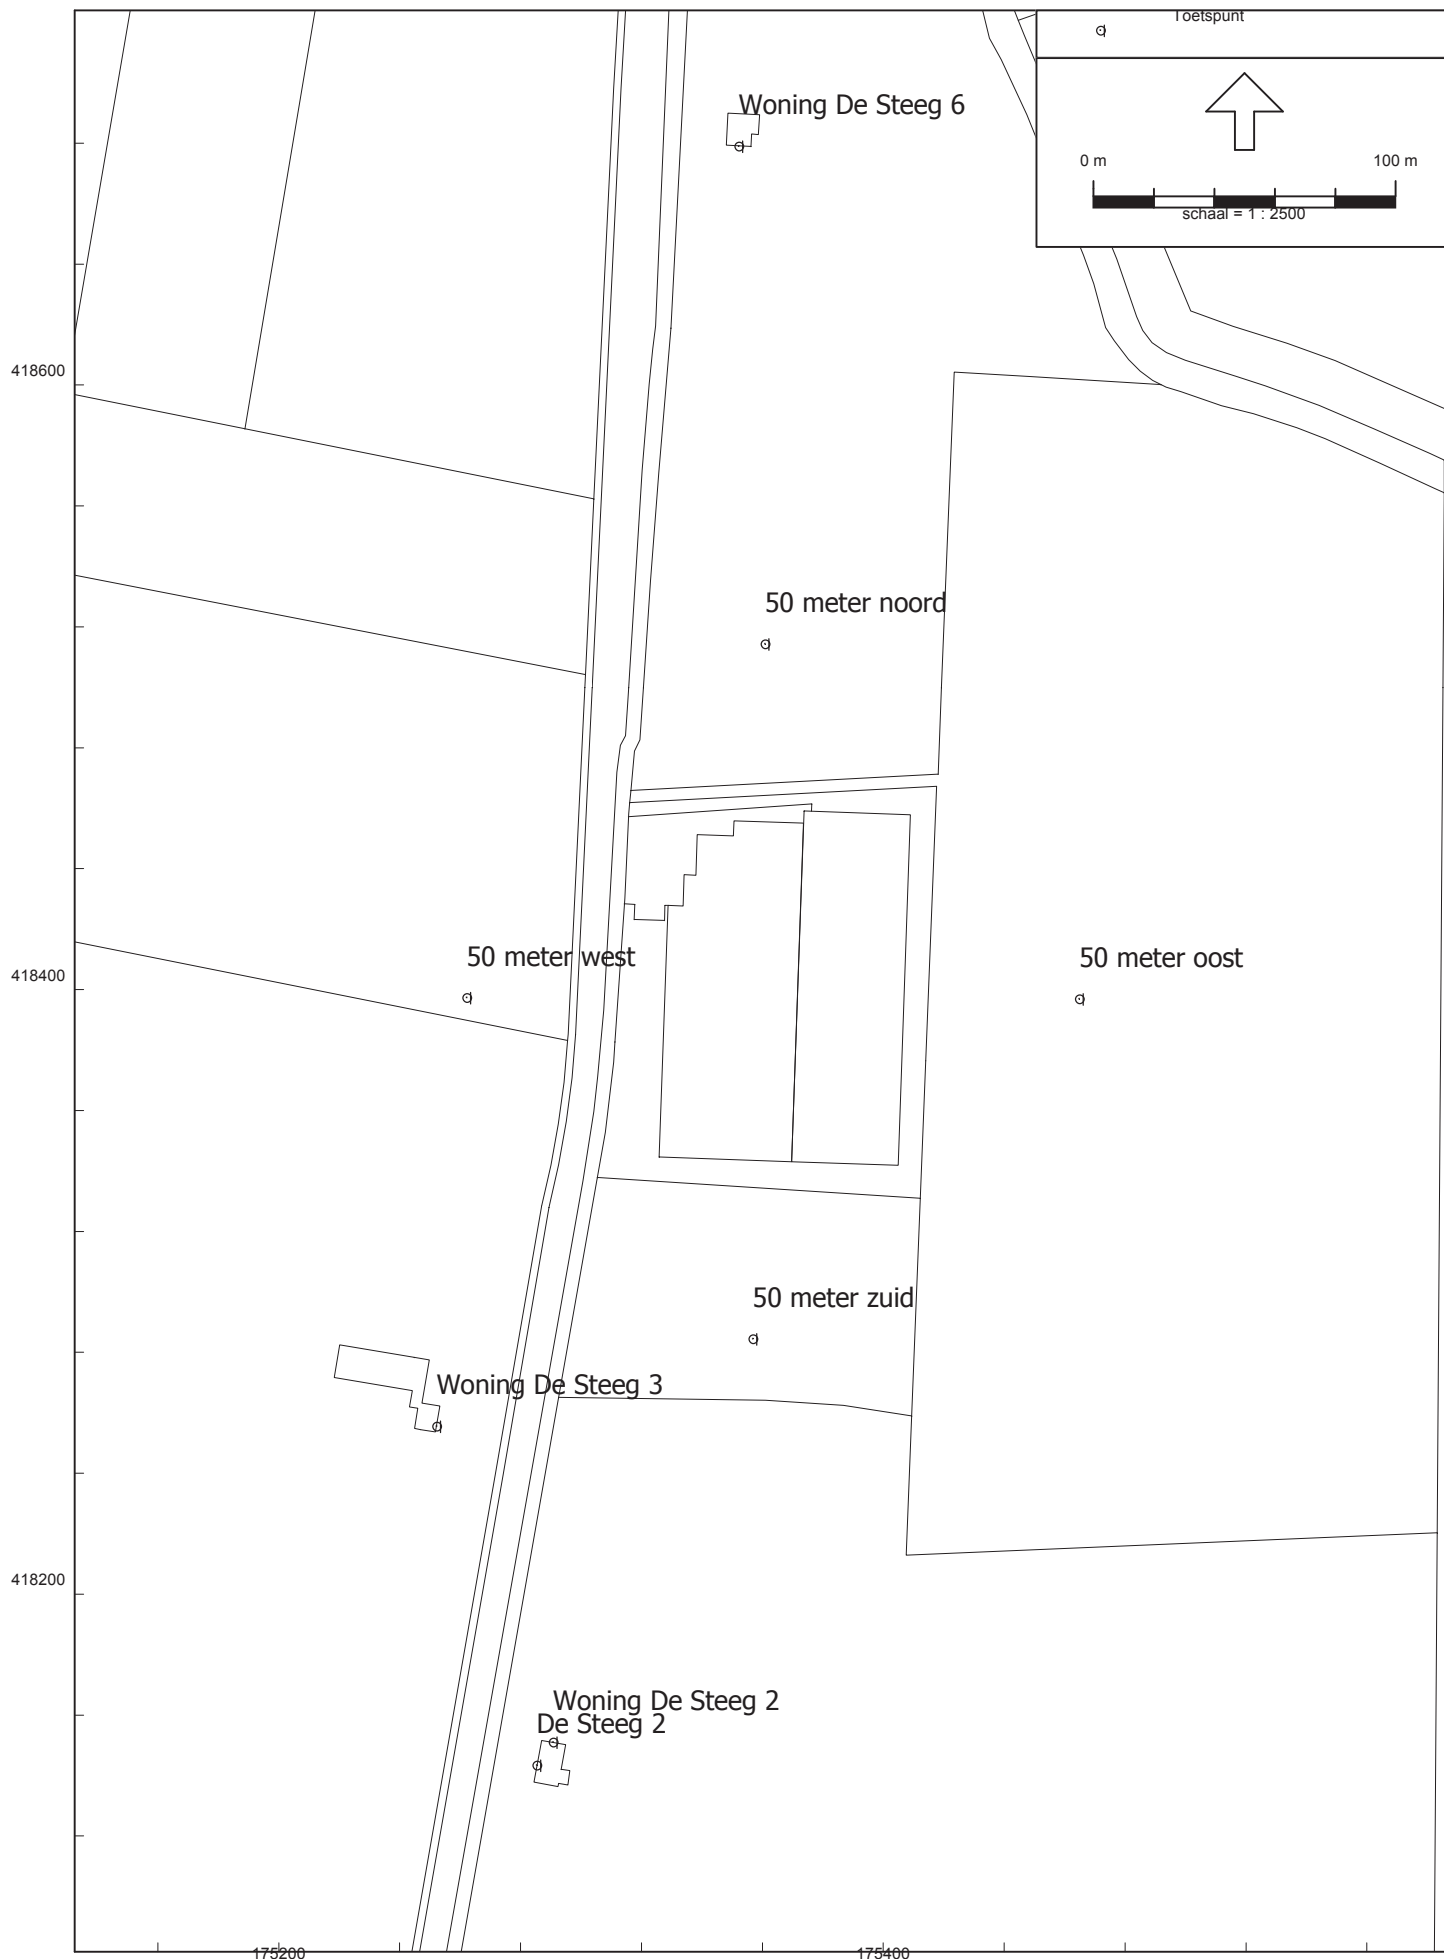 Toetspunt
Woning De Steeg 6
0 m
100 m
schaal = 1 : 2500
418600
50 meter noord
50 meter west
50 meter oost
418400
50 meter zuid
Woning De Steeg 3
418200
Woning De Steeg 2
De Steeg 2
175200
175400